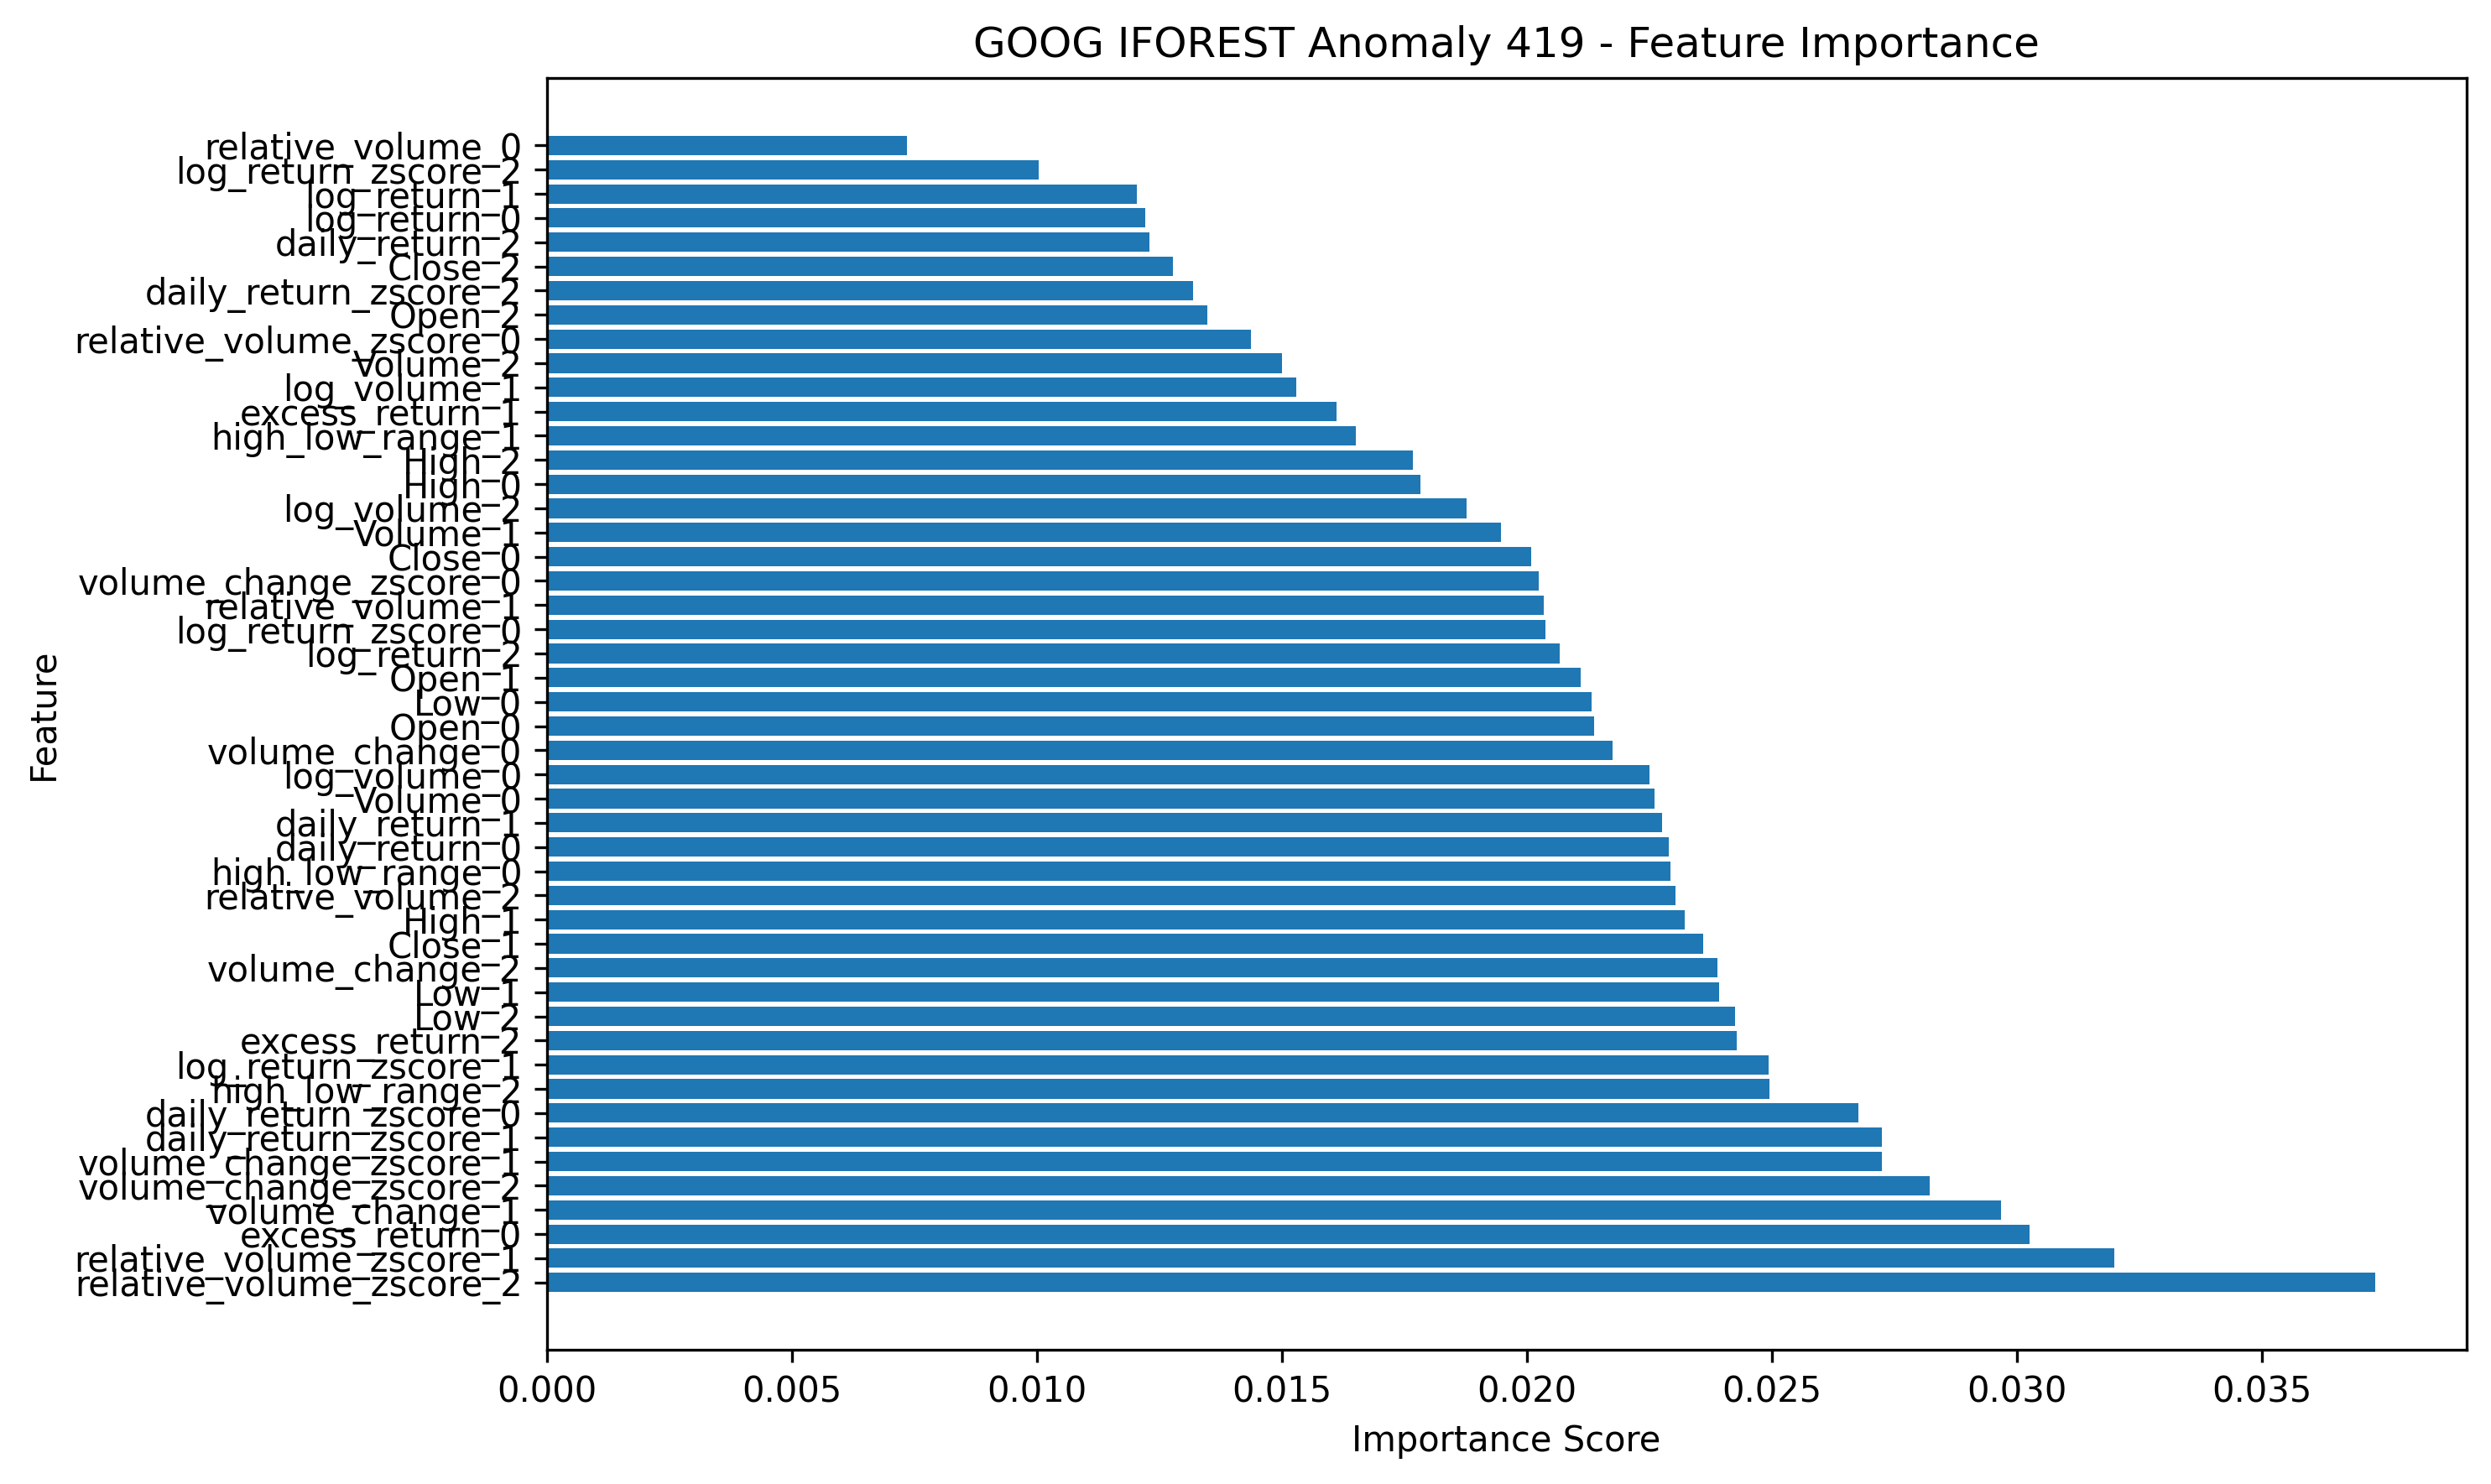 GOOG IFOREST Anomaly 419 - Feature Importance
relative_volume_0
log_return_zscore_2
log_return_1
log_return_0
daily_return_2
Close_2
daily_return_zscore_2
Open_2
relative_volume_zscore_0
Volume_2
log_volume_1
excess_return_1
high_low_range_1
High_2
High_0
log_volume_2
Volume_1
Close_0
volume_change_zscore_0
relative_volume_1
log_return_zscore_0
log_return_2
Open_1
Low_0
Open_0
volume_change_0
log_volume_0
Volume_0
daily_return_1
daily_return_0
high_low_range_0
relative_volume_2
High_1
Close_1
volume_change_2
Low_1
Low_2
excess_return_2
log_return_zscore_1
high_low_range_2
daily_return_zscore_0
daily_return_zscore_1
volume_change_zscore_1
volume_change_zscore_2
volume_change_1
excess_return_0
relative_volume_zscore_1
relative_volume_zscore_2
Feature
0.000 0.005 0.010 0.015 0.020 0.025 0.030 0.035
Importance Score